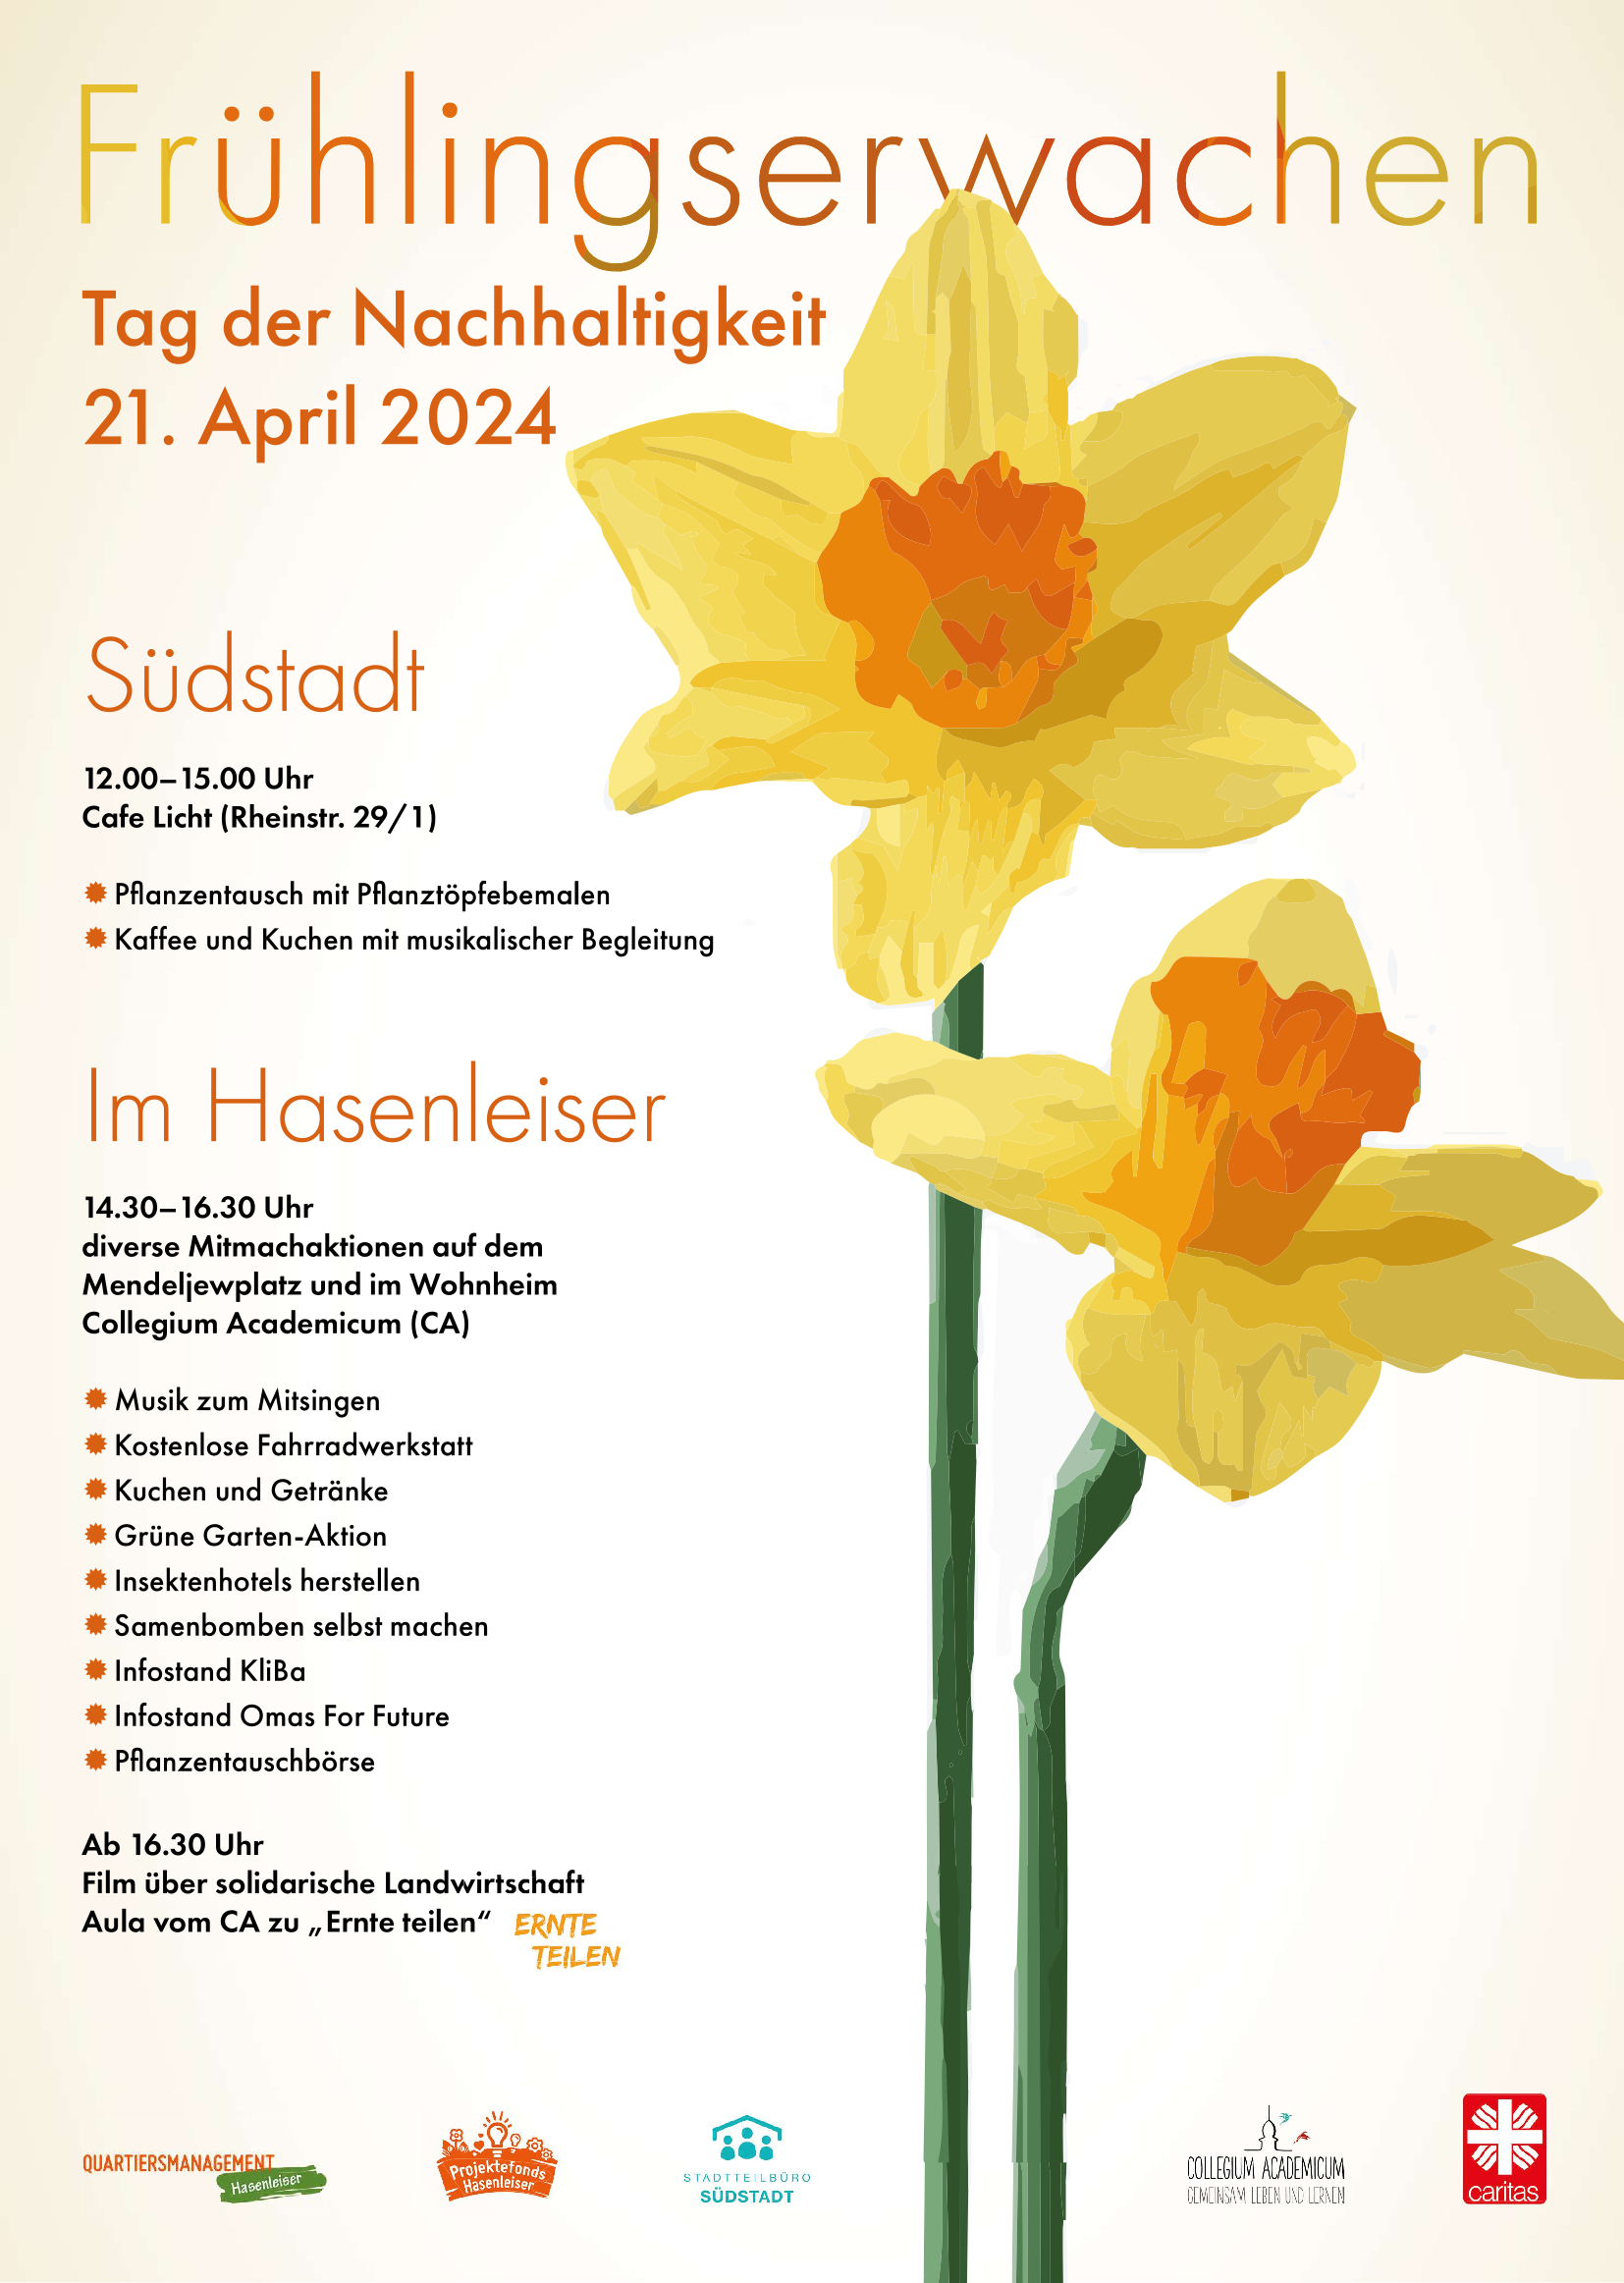 Frühlingserwachen
Tag der Nachhaltigkeit
21. April 2024
Südstadt
12.00–15.00 Uhr
Cafe Licht (Rheinstr. 29/1)
Pflanzentausch mit Pflanztöpfebemalen
Kaffee und Kuchen mit musikalischer Begleitung
Im Hasenleiser
14.30–16.30 Uhr
diverse Mitmachaktionen auf dem
Mendeljewplatz und im Wohnheim
Collegium Academicum (CA)
Musik zum Mitsingen
Kostenlose Fahrradwerkstatt
Kuchen und Getränke
Grüne Garten-Aktion
Insektenhotels herstellen
Samenbomben selbst machen
Infostand KliBa
Infostand Omas For Future
Pflanzentauschbörse
Ab 16.30 Uhr
Film über solidarische Landwirtschaft
Aula vom CA zu „Ernte teilen“
ERNTE
TEILEN
QUARTIERSMANAGEMENT
Hasenleiser
Projektefonds
Hasenleiser
STADTTEILBÜRO
SÜDSTADT
COLLEGIUM ACADEMICUM
GEMEINSAM LEBEN UND LERNEN
caritas